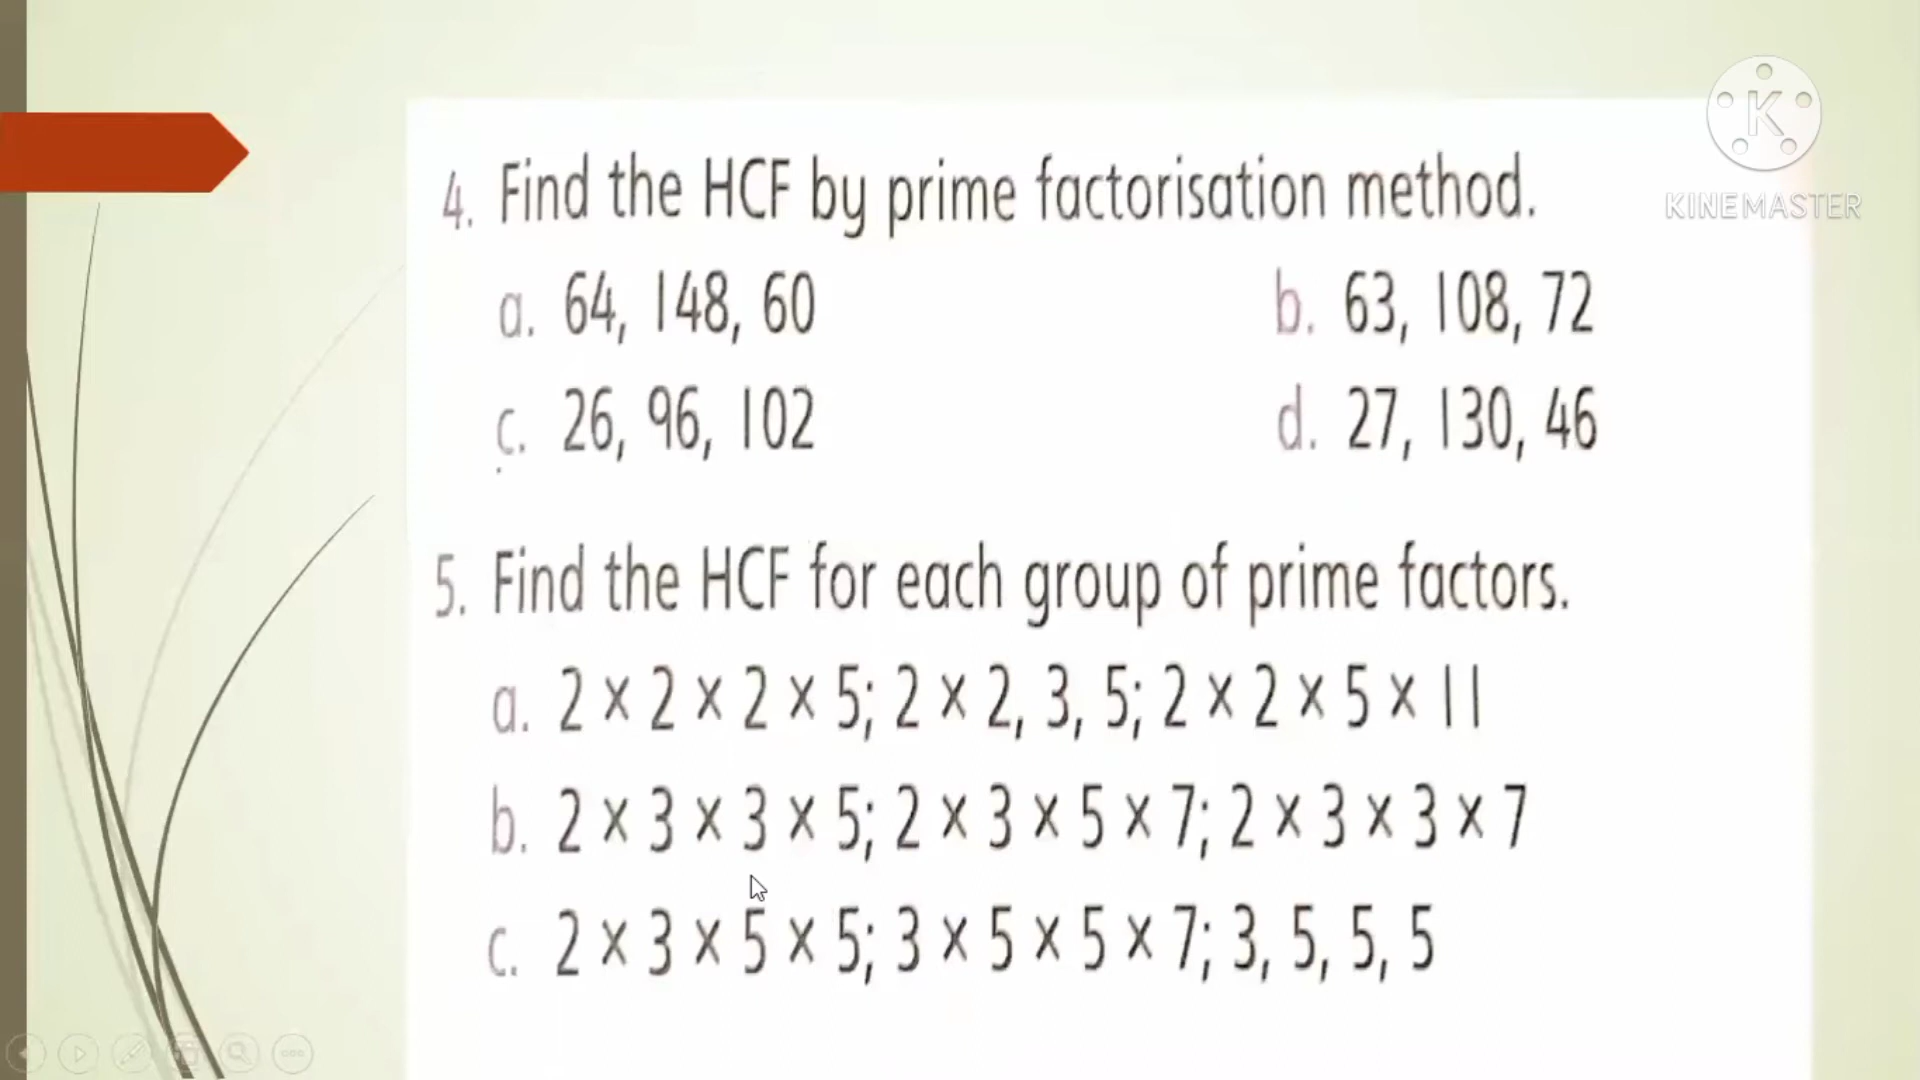 KINEMASTER
4. Find the HCF by prime factorisation method.
a. 64, 148, 60
b. 63, 108, 72
c. 26, 96, 102
d. 27, 130, 46
5. Find the HCF for each group of prime factors.
a. 2 × 2 × 2 × 5; 2 × 2, 3, 5; 2 × 2 × 5 × 11
b. 2 × 3 × 3 × 5; 2 × 3 × 5 × 7; 2 × 3 × 3 × 7
c. 2 × 3 × 5 × 5; 3 × 5 × 5 × 7; 3, 5, 5, 5